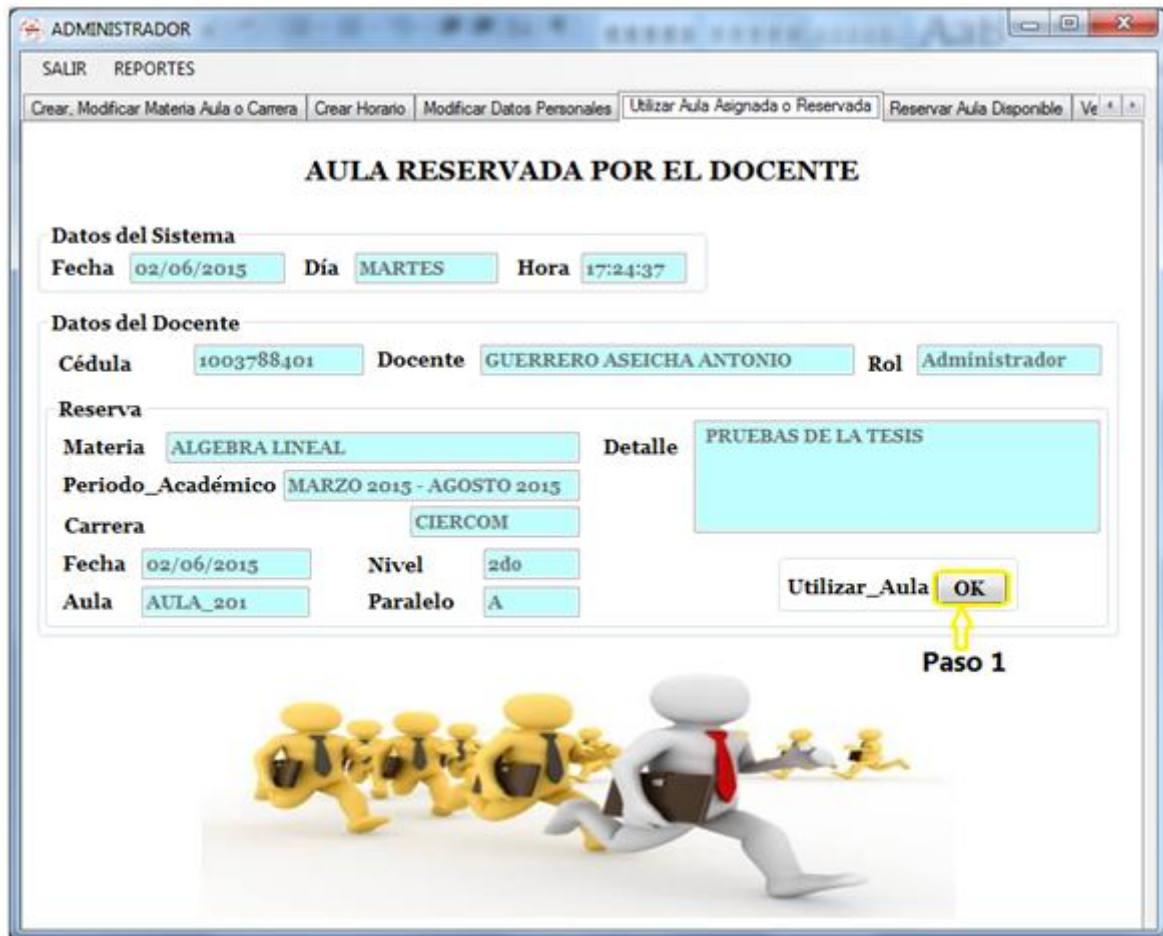 ADMINISTRADOR
SALIR REPORTES
Crear, Modificar Materia Aula o Carrera Crear Horario Modificar Datos Personales Utilizar Aula Asignada o Reservada Reservar Aula Disponible Ve
AULA RESERVADA POR EL DOCENTE
Datos del Sistema
Fecha 02/06/2015 Día MARTES Hora 17:24:37
Datos del Docente
Cédula 1003788401 Docente GUERRERO ASEICHA ANTONIO Rol Administrador
Reserva
Materia ALGEBRA LINEAL Detalle PRUEBAS DE LA TESIS
Periodo_Académico MARZO 2015 - AGOSTO 2015
Carrera CIERCOM
Fecha 02/06/2015 Nivel 2do
Utilizar_Aula OK
Aula AULA_201 Paralelo A
Paso 1